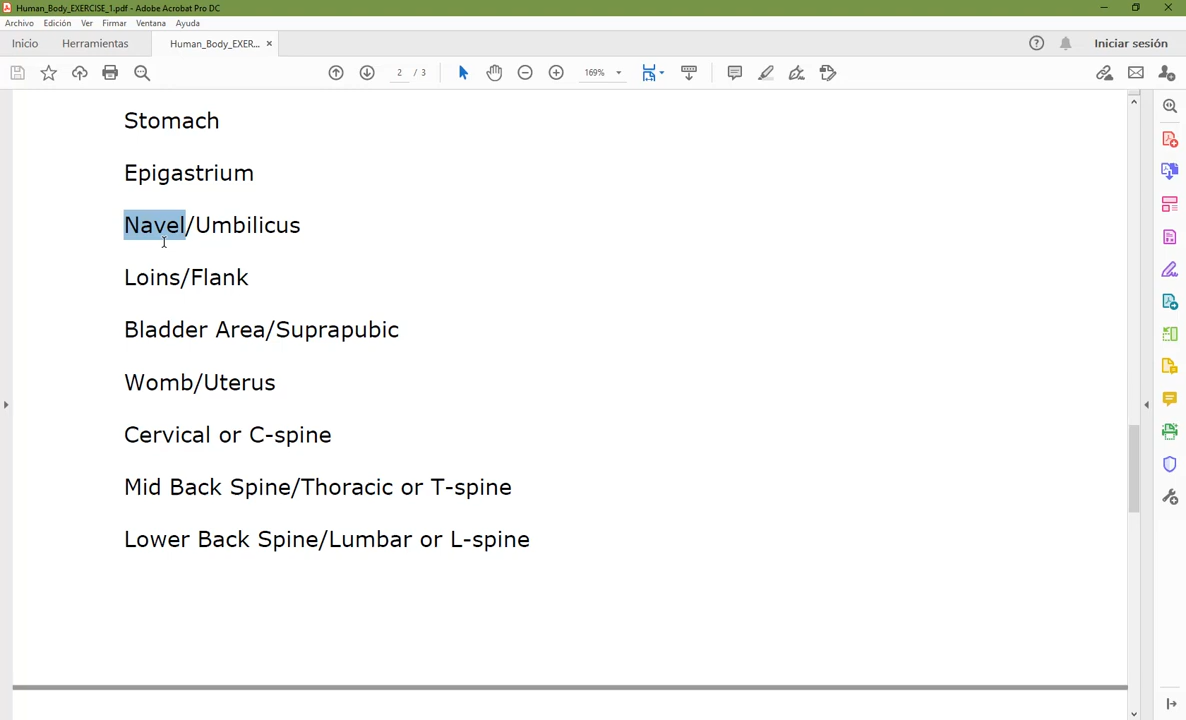 Human_Body_EXERCISE_1.pdf - Adobe Acrobat Pro DC
Archivo Edición Ver Firmar Ventana Ayuda
Inicio Herramientas Human_Body_EXER... × Iniciar sesión
2 / 3 169%
Stomach
Epigastrium
Navel/Umbilicus
Loins/Flank
Bladder Area/Suprapubic
Womb/Uterus
Cervical or C-spine
Mid Back Spine/Thoracic or T-spine
Lower Back Spine/Lumbar or L-spine